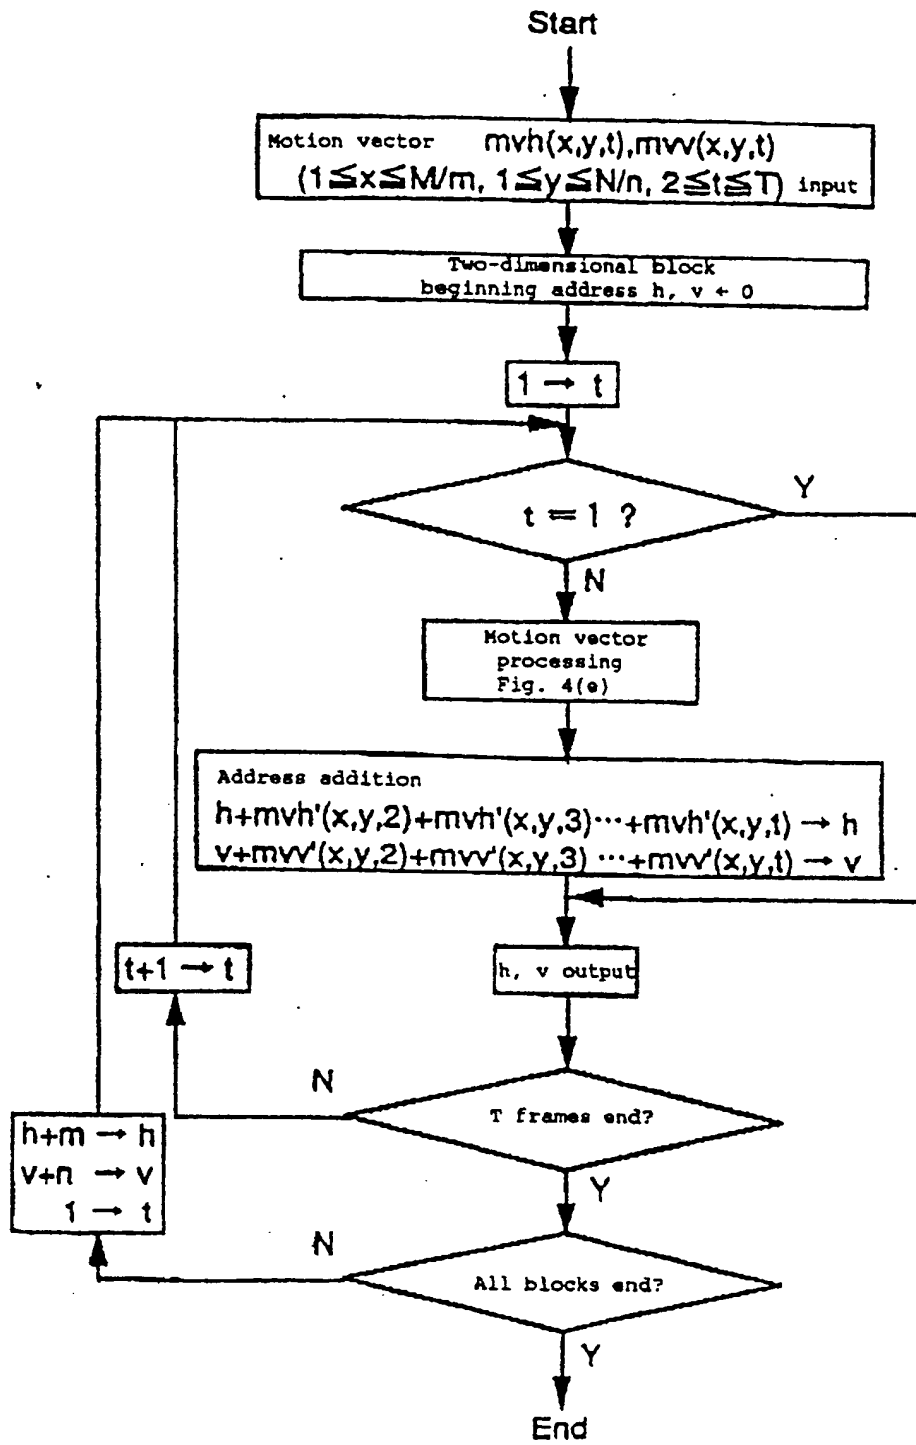 Start
Motion vector mvh(x,y,t),mvv(x,y,t)
(1≦x≦M/m, 1≦y≦N/n, 2≦t≦T) input
Two-dimensional block
beginning address h, v ← 0
1 → t
t = 1 ?
Y
N
Motion vector
processing
Fig. 4(e)
Address addition
h+mvh'(x,y,2)+mvh'(x,y,3)···+mvh'(x,y,t) → h
v+mvv'(x,y,2)+mvv'(x,y,3) ···+mvv'(x,y,t) → v
t+1 → t
h, v output
N
T frames end?
Y
h+m → h
v+n → v
1 → t
N
All blocks end?
Y
End